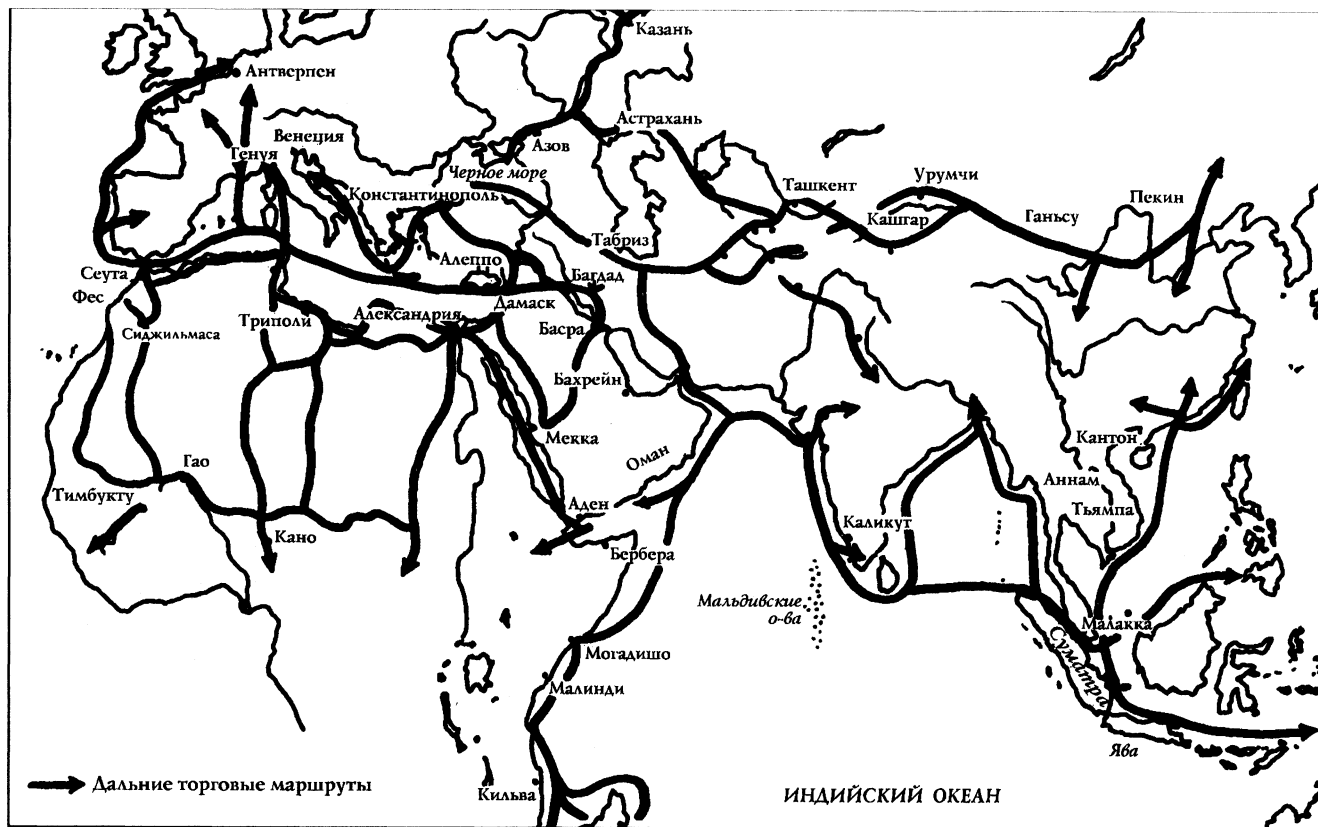 Казань
Антверпен
Астрахань
Венеция
Азов
Генуя
Черное море
Урумчи
Ташкент
Константинополь
Пекин
Кашгар
Ганьсу
Табриз
Алеппо
Сеута
Багдад
Фес
Дамаск
Александрия
Триполи
Сиджильмаса
Басра
Бахрейн
Мекка
Кантон
Оман
Гао
Аннам
Тимбукту
Аден
Тьямпа
Каликут
Кано
Бербера
Мальдивские
о-ва
Малакка
Могадишо
Суматра
Малинди
Ява
Дальние торговые маршруты
Кильва
ИНДИЙСКИЙ ОКЕАН